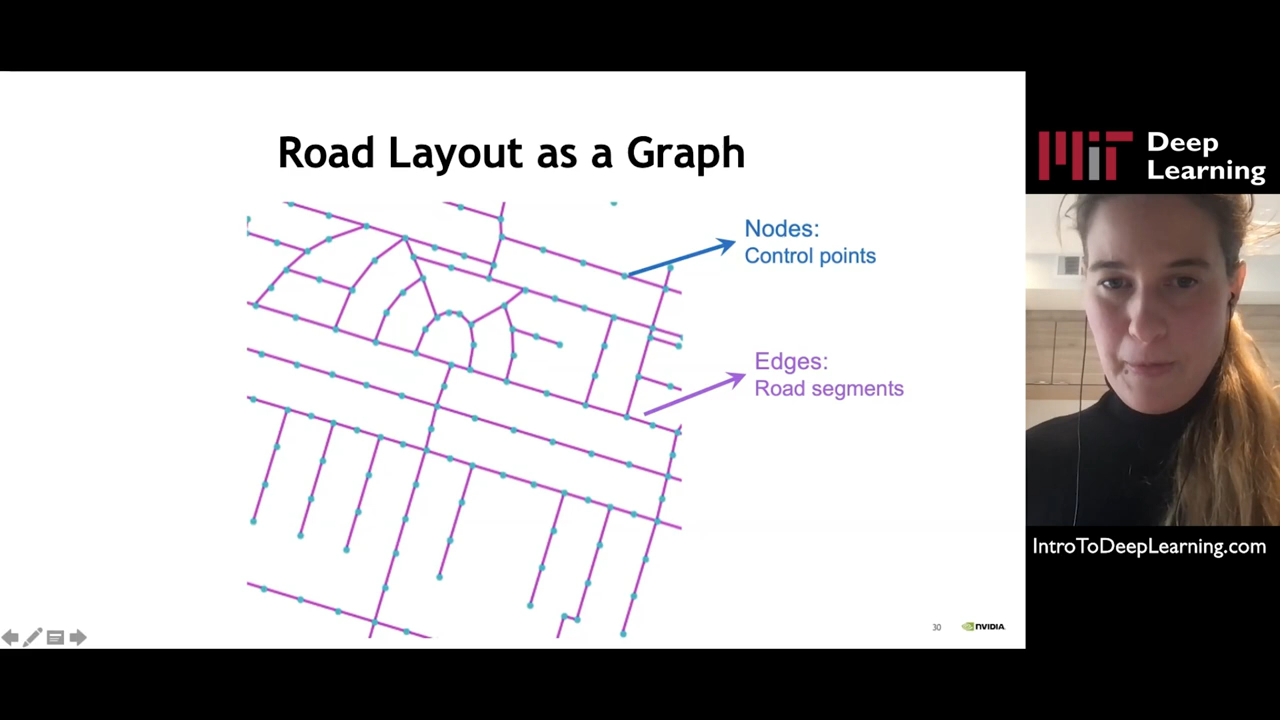 Road Layout as a Graph
Nodes:
Control points
Edges:
Road segments
30
NVIDIA
MIT
Deep
Learning
IntroToDeepLearning.com